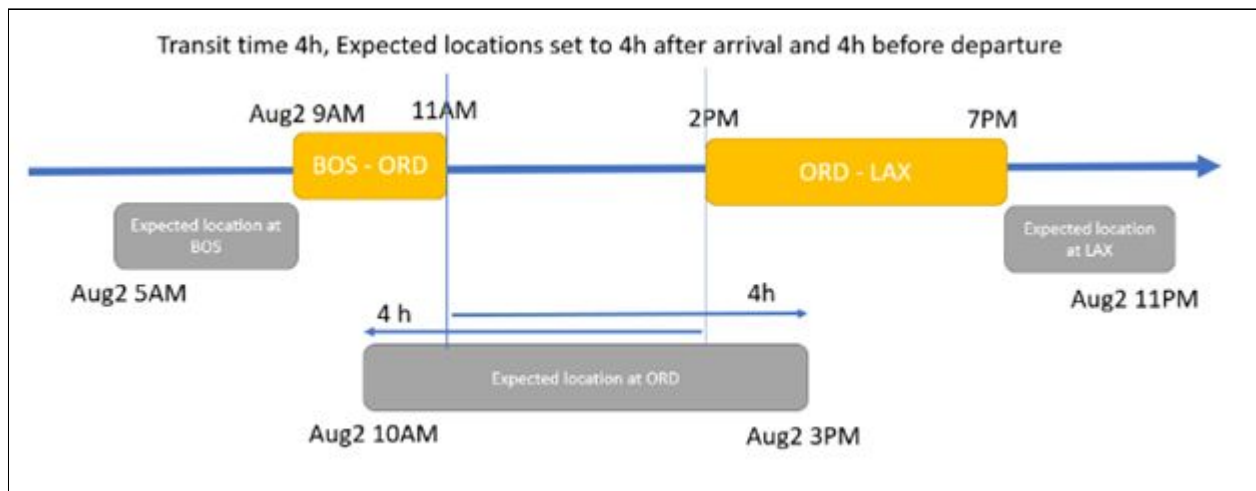 Transit time 4h, Expected locations set to 4h after arrival and 4h before departure
Aug2 9AM
11AM
2PM
7PM
BOS - ORD
ORD - LAX
Expected location at
BOS
Expected location
at LAX
Aug2 5AM
Aug2 11PM
4 h
4h
Expected location at ORD
Aug2 10AM
Aug2 3PM